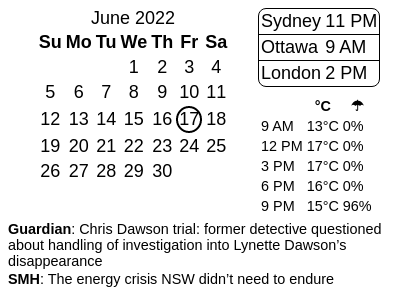 June 2022
Su Mo Tu We Th Fr Sa
1 2 3 4
5 6 7 8 9 10 11
12 13 14 15 16 17 18
19 20 21 22 23 24 25
26 27 28 29 30
Sydney 11 PM
Ottawa 9 AM
London 2 PM
°C ☂
9 AM 13°C 0%
12 PM 17°C 0%
3 PM 17°C 0%
6 PM 16°C 0%
9 PM 15°C 96%
Guardian: Chris Dawson trial: former detective questioned
about handling of investigation into Lynette Dawson’s
disappearance
SMH: The energy crisis NSW didn’t need to endure